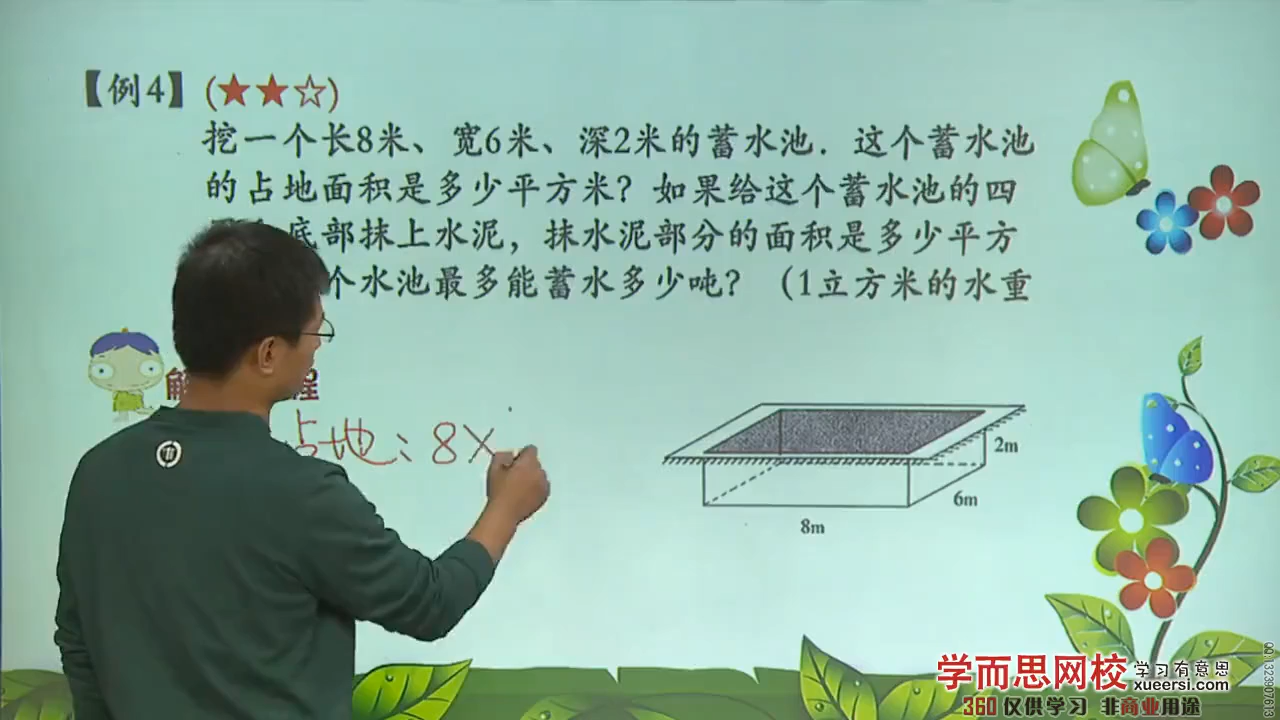 【例4】(★★☆)
挖一个长8米、宽6米、深2米的蓄水池．这个蓄水池
的占地面积是多少平方米？如果给这个蓄水池的四
底部抹上水泥，抹水泥部分的面积是多少平方
个水池最多能蓄水多少吨？（1立方米的水重
解 程
占地：8×
2m
6m
8m
学而思网校 学习有意思
xueersi.com
360 仅供学习 非商业用途